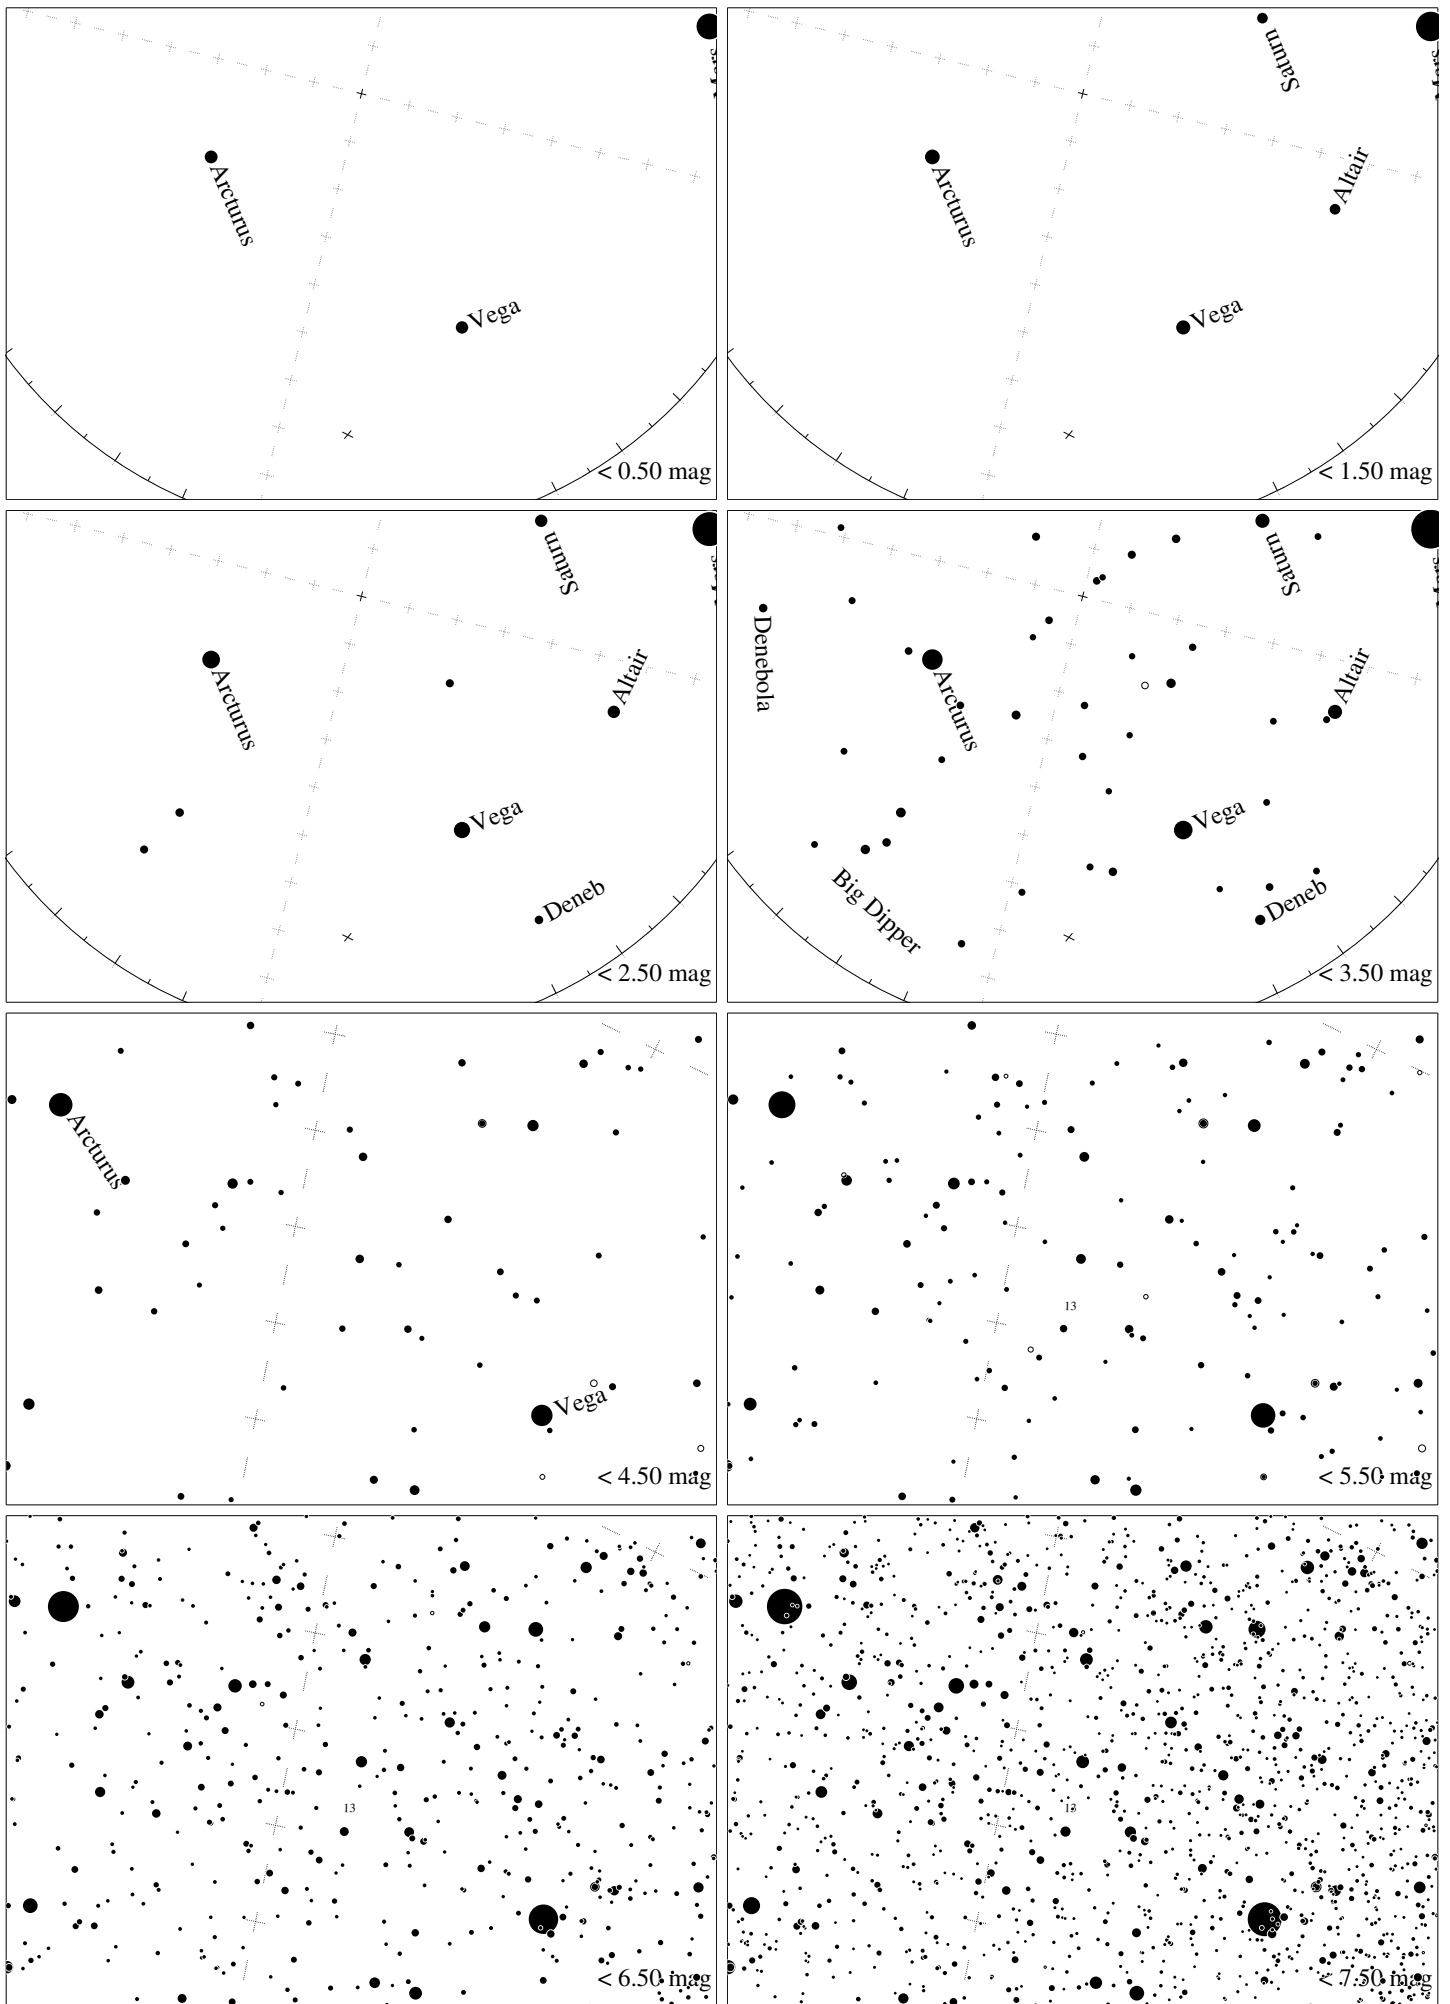 Arcturus
Vega
< 0.50 mag
Saturn
Arcturus
Altair
Vega
< 1.50 mag
Saturn
Arcturus
Altair
Vega
Deneb
< 2.50 mag
Saturn
Denebola
Arcturus
Altair
Vega
Big Dipper
Deneb
< 3.50 mag
Arcturus
Vega
< 4.50 mag
13
< 5.50 mag
13
< 6.50 mag
13
< 7.50 mag